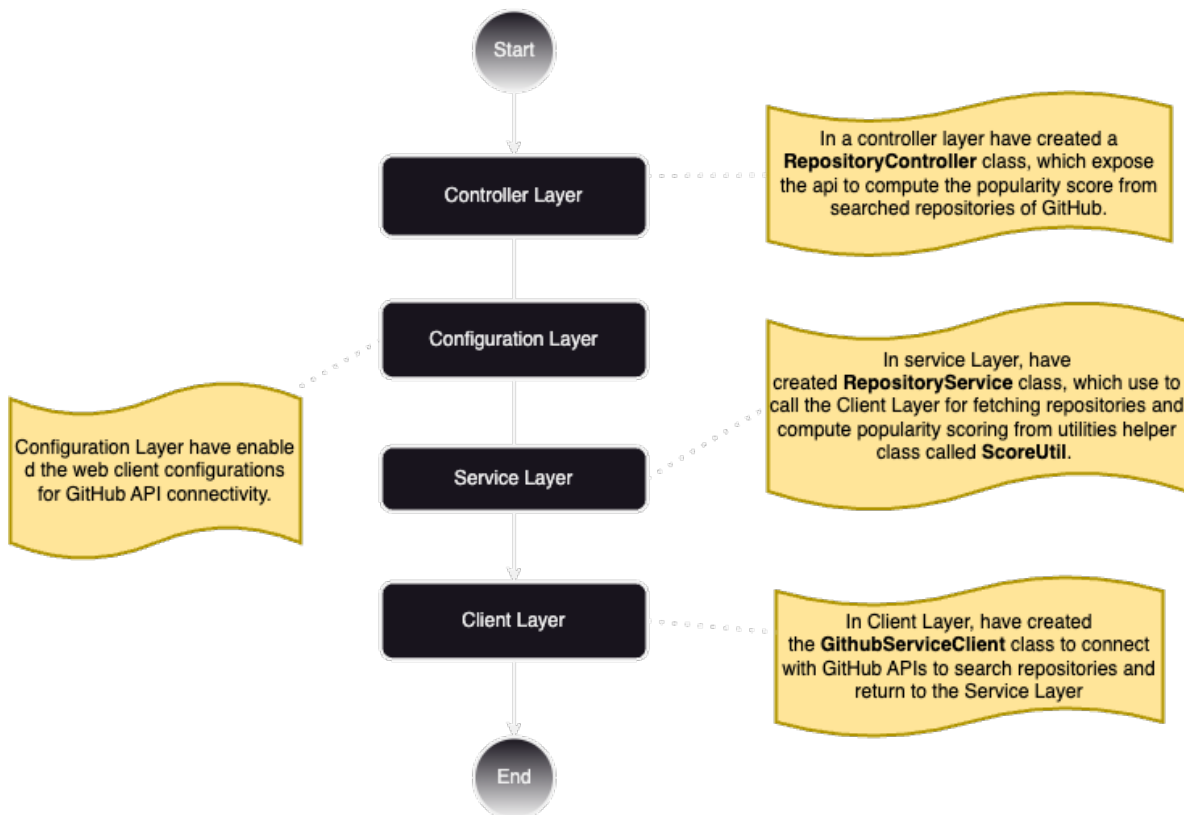 Start
In a controller layer have created a
RepositoryController class, which expose
the api to compute the popularity score from
searched repositories of GitHub.
Controller Layer
Configuration Layer
In service Layer, have
created RepositoryService class, which use to
call the Client Layer for fetching repositories and
compute popularity scoring from utilities helper
class called ScoreUtil.
Configuration Layer have enable
d the web client configurations
for GitHub API connectivity.
Service Layer
Client Layer
In Client Layer, have created
the GithubServiceClient class to connect
with GitHub APIs to search repositories and
return to the Service Layer
End